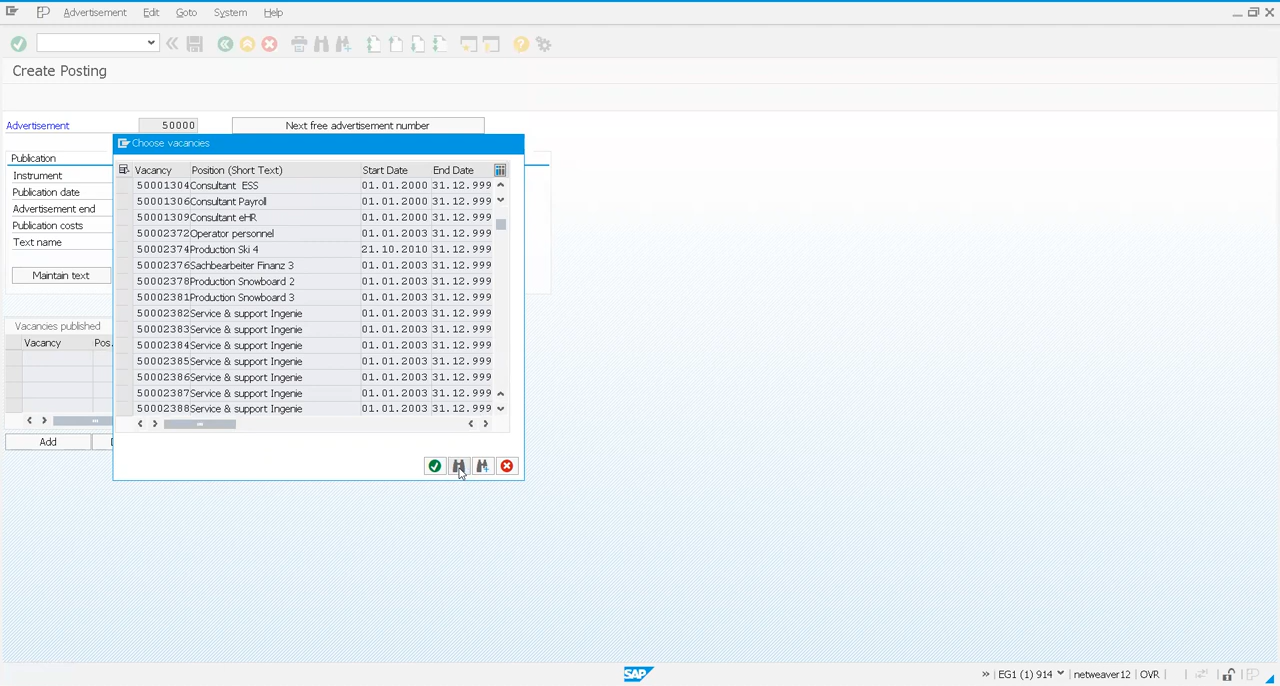 Advertisement Edit Goto System Help
Create Posting
Advertisement 50000 Next free advertisement number
Choose vacancies
Publication
Instrument
Publication date
Advertisement end
Publication costs
Text name
Maintain text
Vacancies published
Vacancy Pos.
Add
Vacancy Position (Short Text) Start Date End Date
50001304 Consultant ESS 01.01.2000 31.12.999
50001306 Consultant Payroll 01.01.2000 31.12.999
50001309 Consultant eHR 01.01.2000 31.12.999
50002372 Operator personnel 01.01.2003 31.12.999
50002374 Production Ski 4 21.10.2010 31.12.999
50002376 Sachbearbeiter Finanz 3 01.01.2003 31.12.999
50002378 Production Snowboard 2 01.01.2003 31.12.999
50002381 Production Snowboard 3 01.01.2003 31.12.999
50002382 Service & support Ingenie 01.01.2003 31.12.999
50002383 Service & support Ingenie 01.01.2003 31.12.999
50002384 Service & support Ingenie 01.01.2003 31.12.999
50002385 Service & support Ingenie 01.01.2003 31.12.999
50002386 Service & support Ingenie 01.01.2003 31.12.999
50002387 Service & support Ingenie 01.01.2003 31.12.999
50002388 Service & support Ingenie 01.01.2003 31.12.999
SAP
EG1 (1) 914 netweaver12 OVR